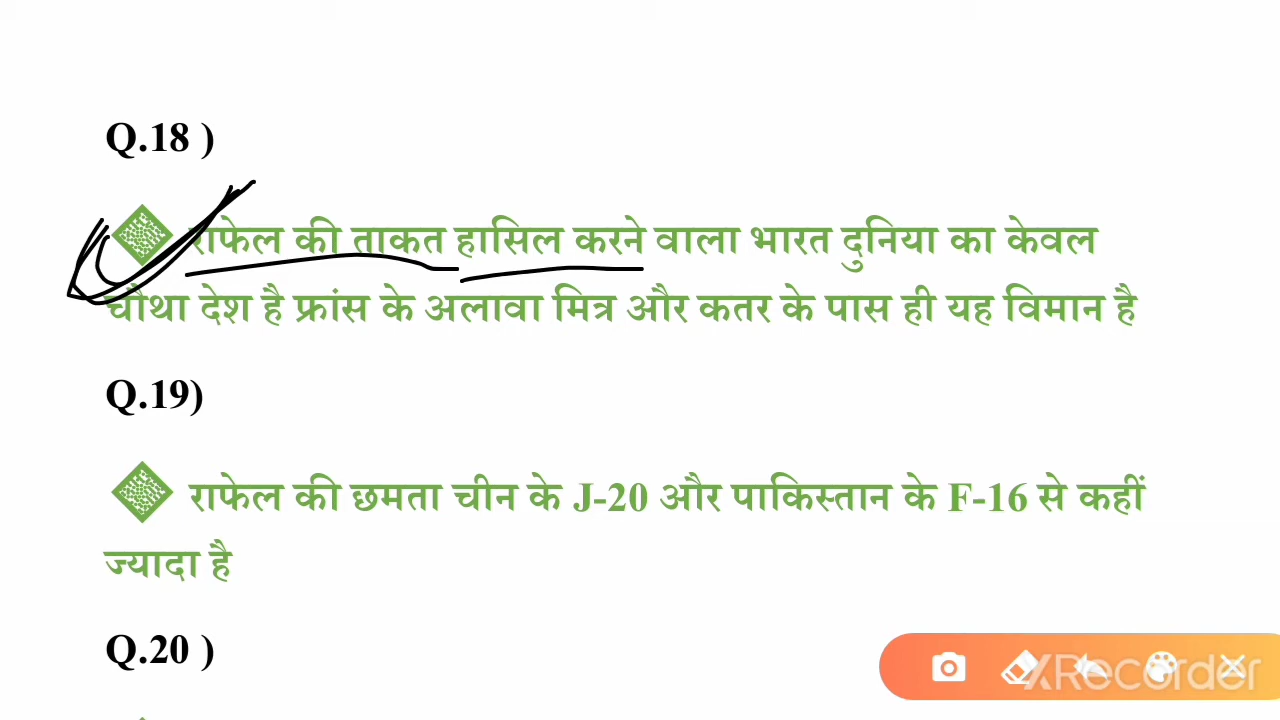 Q.18 )
राफेल की ताकत हासिल करने वाला भारत दुनिया का केवल
चौथा देश है फ्रांस के अलावा मित्र और कतर के पास ही यह विमान है
Q.19)
राफेल की छमता चीन के J-20 और पाकिस्तान के F-16 से कहीं
ज्यादा है
Q.20 )
XRecorder